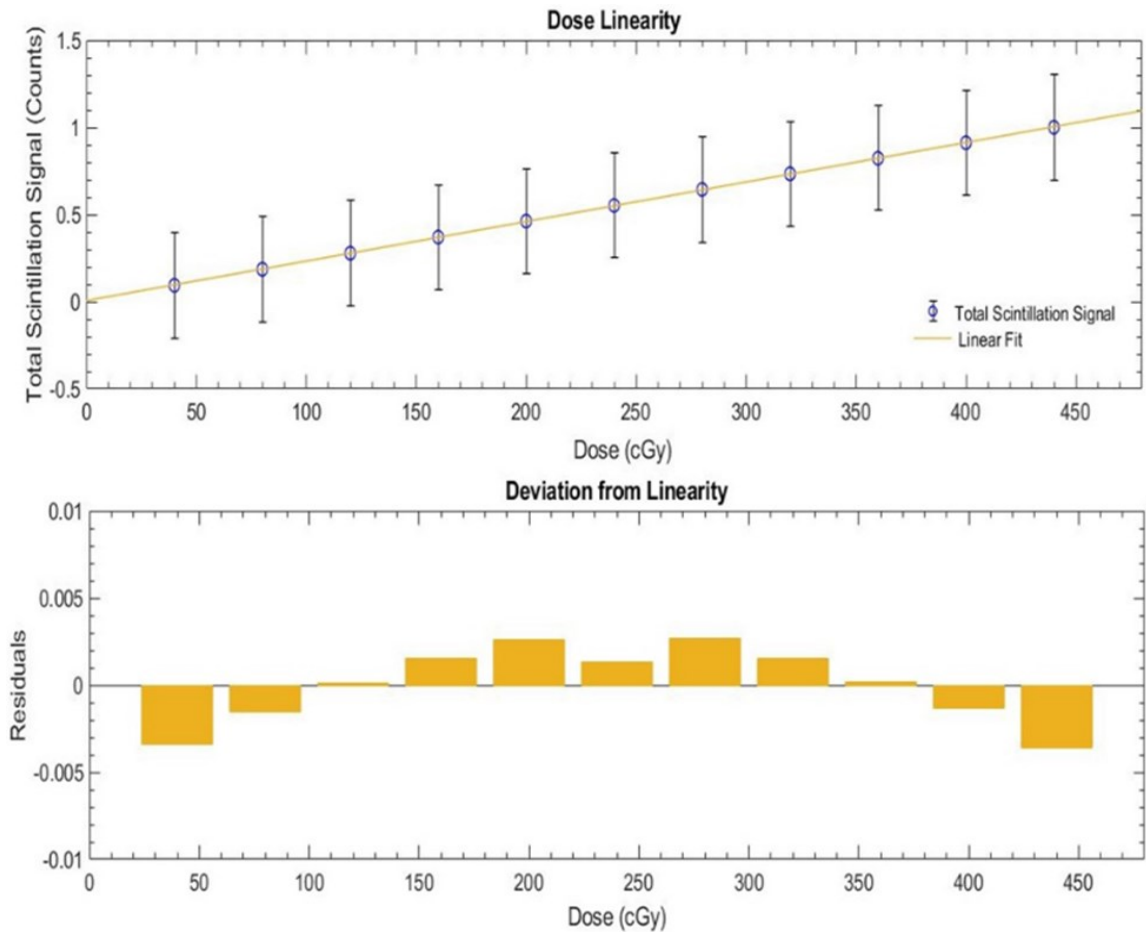 Dose Linearity
Total Scintillation Signal (Counts)
1.5
1
0.5
0
-0.5
0 50 100 150 200 250 300 350 400 450
Dose (cGy)
Total Scintillation Signal
Linear Fit
Deviation from Linearity
Residuals
0.01
0.005
0
-0.005
-0.01
0 50 100 150 200 250 300 350 400 450
Dose (cGy)